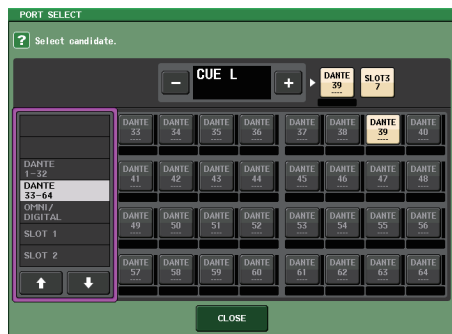 PORT SELECT
? Select candidate.
− CUE L + DANTE 39 ---- SLOT3 7
DANTE 33 ---- DANTE 34 ---- DANTE 35 ---- DANTE 36 ---- DANTE 37 ---- DANTE 38 ---- DANTE 39 ---- DANTE 40 ----
DANTE 1-32
DANTE 41 ---- DANTE 42 ---- DANTE 43 ---- DANTE 44 ---- DANTE 45 ---- DANTE 46 ---- DANTE 47 ---- DANTE 48 ----
DANTE 33-64
OMNI/ DIGITAL
DANTE 49 ---- DANTE 50 ---- DANTE 51 ---- DANTE 52 ---- DANTE 53 ---- DANTE 54 ---- DANTE 55 ---- DANTE 56 ----
SLOT 1
SLOT 2
DANTE 57 ---- DANTE 58 ---- DANTE 59 ---- DANTE 60 ---- DANTE 61 ---- DANTE 62 ---- DANTE 63 ---- DANTE 64 ----
CLOSE